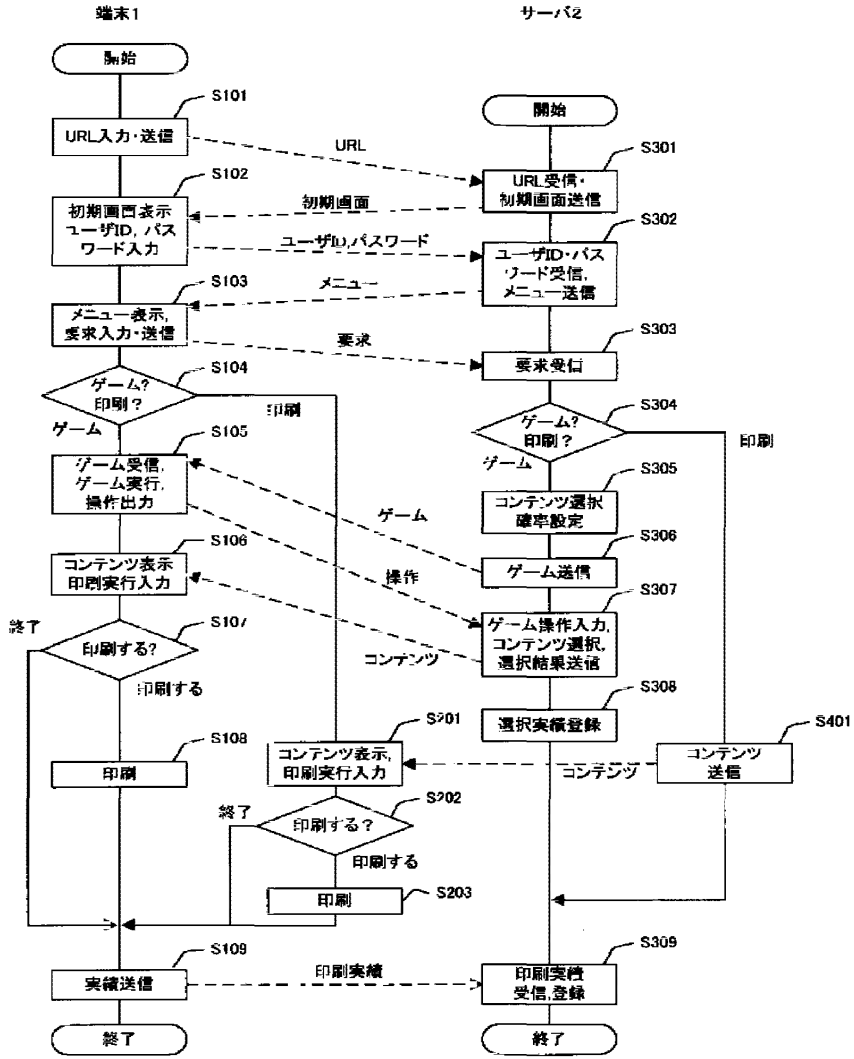 端末1
サーバ2
開始
S101
URL入力・送信
URL
開始
S301
URL受信・
初期画面送信
S102
初期画面
初期画面表示
ユーザID, パス
ワード入力
ユーザID,パスワード
S302
ユーザID・パス
ワード受信,
メニュー送信
S103
メニュー
メニュー表示,
要求入力・送信
要求
S303
要求受信
S104
ゲーム?
印刷?
印刷
ゲーム
S304
ゲーム?
印刷?
印刷
ゲーム
S105
ゲーム受信,
ゲーム実行,
操作出力
ゲーム
S305
コンテンツ選択
確率設定
S306
ゲーム送信
S106
コンテンツ表示
印刷実行入力
操作
S307
ゲーム操作入力,
コンテンツ選択,
選択結果送信
コンテンツ
S107
終了
印刷する?
印刷する
S308
選択実績登録
S108
印刷
S201
コンテンツ表示,
印刷実行入力
コンテンツ
S401
コンテンツ
送信
S202
終了
印刷する?
印刷する
S203
印刷
S109
実績送信
印刷実績
S309
印刷実績
受信,登録
終了
終了